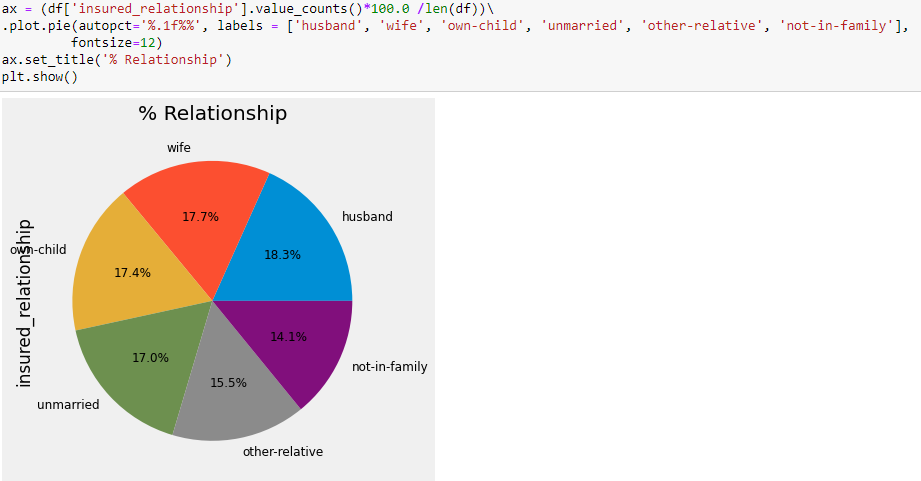 ax = (df['insured_relationship'].value_counts()*100.0 /len(df))\
.plot.pie(autopct='%.1f%%', labels = ['husband', 'wife', 'own-child', 'unmarried', 'other-relative', 'not-in-family'],
         fontsize=12)
ax.set_title('% Relationship')
plt.show()
% Relationship
wife
husband
17.7%
own-child
18.3%
17.4%
insured_relationship
14.1%
17.0%
not-in-family
15.5%
unmarried
other-relative